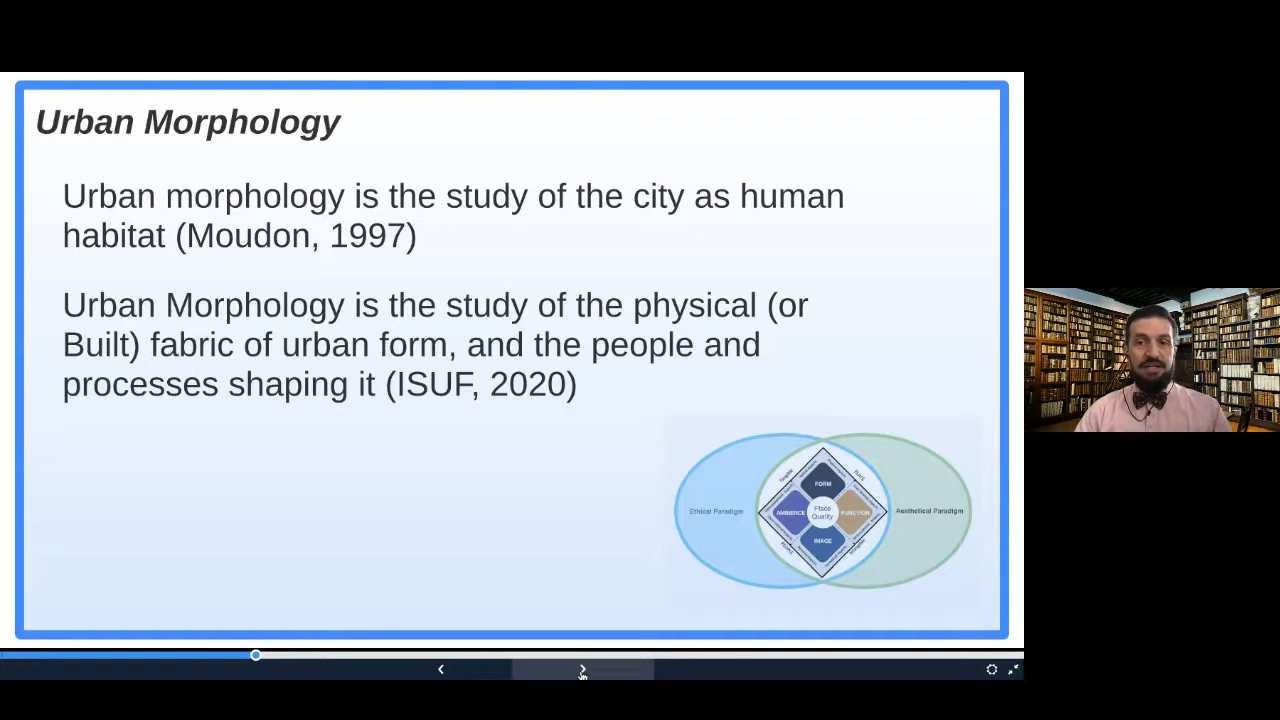 Urban Morphology
Urban morphology is the study of the city as human
habitat (Moudon, 1997)
Urban Morphology is the study of the physical (or
Built) fabric of urban form, and the people and
processes shaping it (ISUF, 2020)
Tangible
PLACE
FORM
Ethical Paradigm
AMBIENCE
Place
Quality
FUNCTION
Aesthetical Paradigm
IMAGE